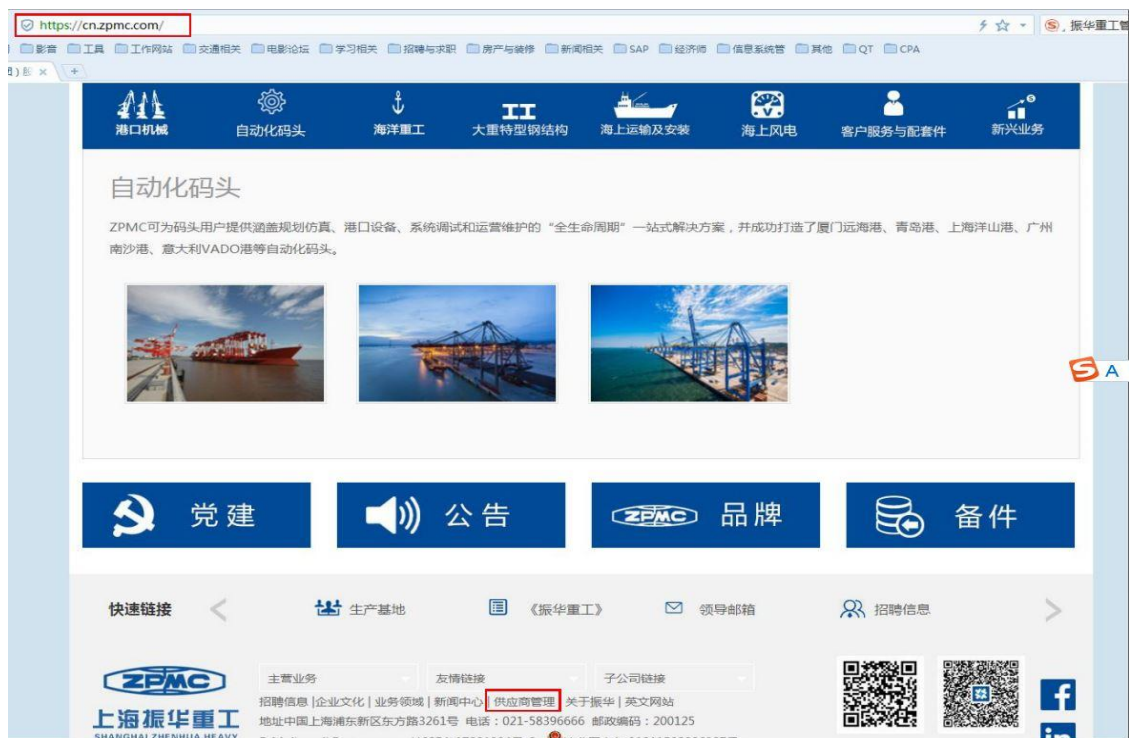 https://cn.zpmc.com/
振华重工管
影音 工具 工作网站 交通相关 电影论坛 学习相关 招聘与求职 房产与装修 新闻相关 SAP 经济师 信息系统管 其他 QT CPA
港口机械 自动化码头 海洋重工 大重特型钢结构 海上运输及安装 海上风电 客户服务与配套件 新兴业务
自动化码头
ZPMC可为码头用户提供涵盖规划仿真、港口设备、系统调试和运营维护的“全生命周期”一站式解决方案，并成功打造了厦门远海港、青岛港、上海洋山港、广州
南沙港、意大利VADO港等自动化码头。
S A
党建 公告 ZPMC 品牌 备件
快速链接 生产基地 《振华重工》 领导邮箱 招聘信息
ZPMC
主营业务 友情链接 子公司链接
招聘信息 | 企业文化 | 业务领域 | 新闻中心 | 供应商管理 | 关于振华 | 英文网站
上海振华重工
地址中国上海浦东新区东方路3261号 电话：021-58396666 邮政编码：200125
SHANGHAI ZHENHUA HEAVY
f
in